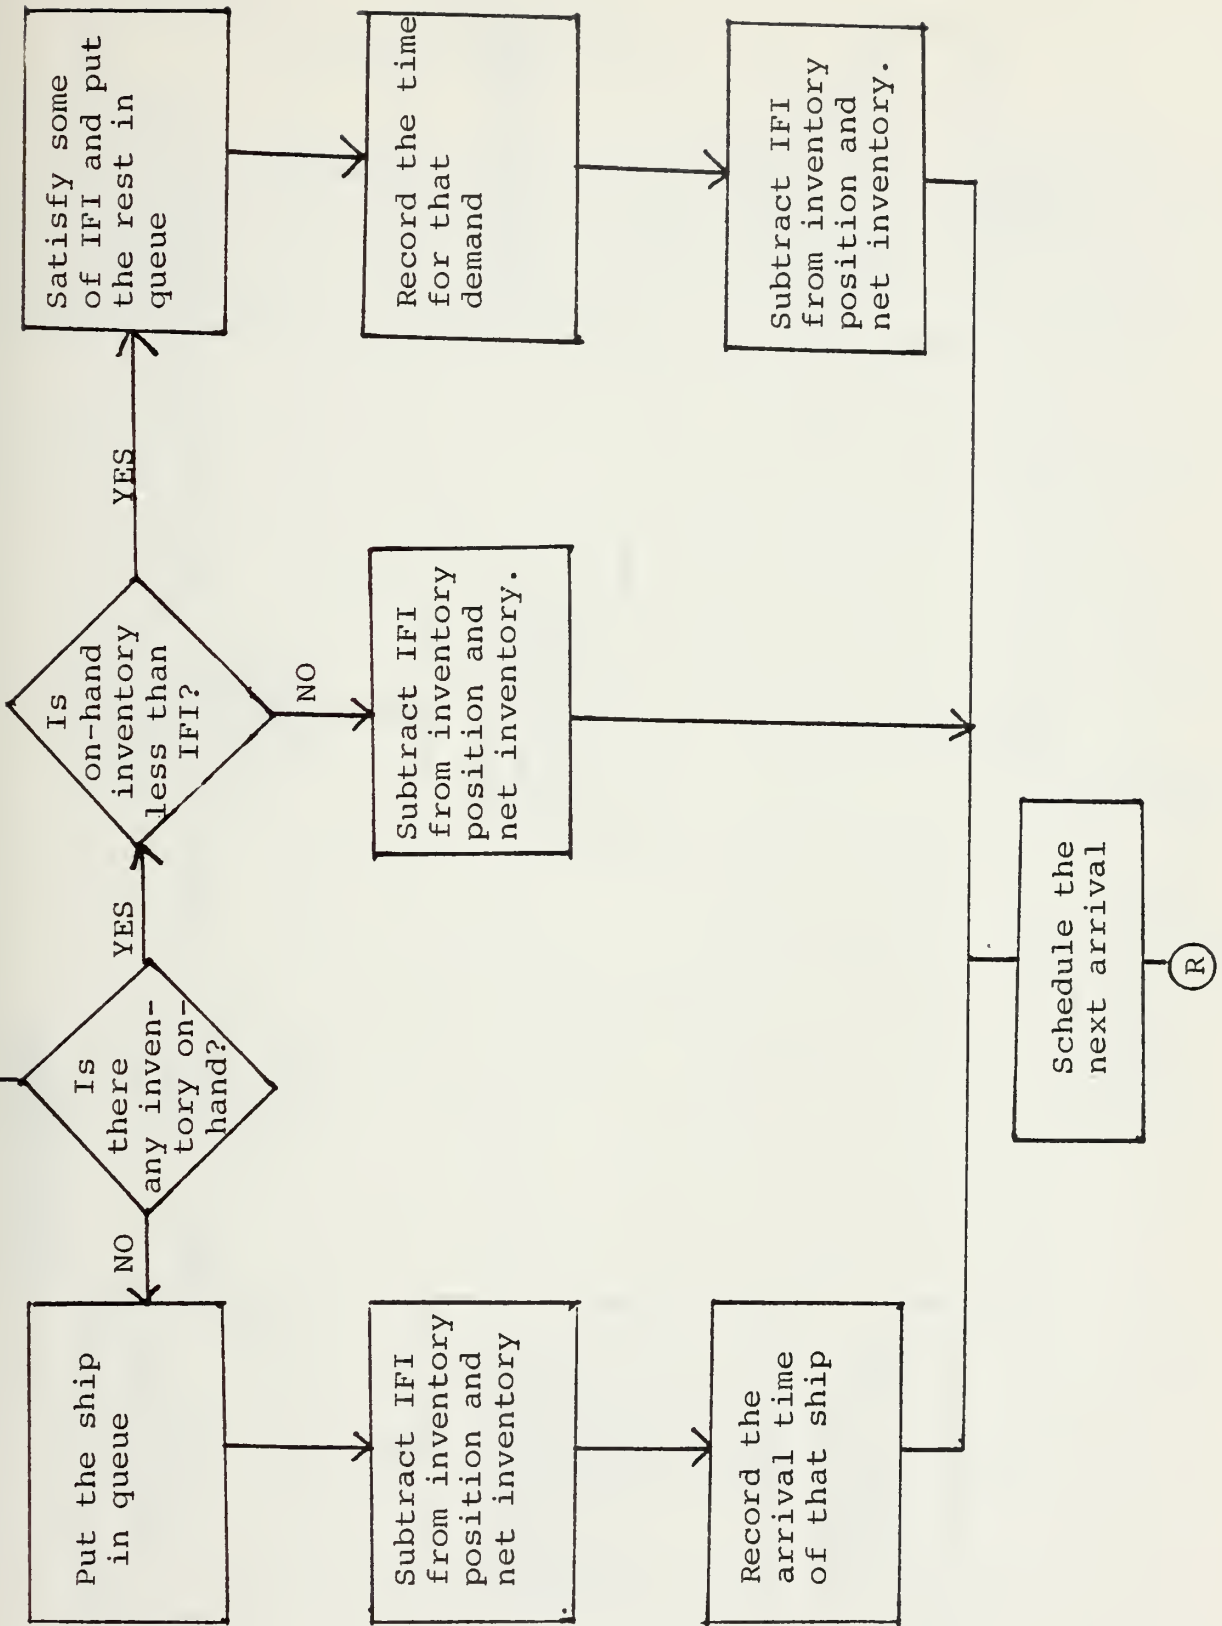 Is
there
any inven-
tory on-
hand?
NO
Put the ship
in queue
Subtract IFI
from inventory
position and
net inventory
Record the
arrival time
of that ship
YES
Is
on-hand
inventory
less than
IFI?
NO
Subtract IFI
from inventory
position and
net inventory.
YES
Satisfy some
of IFI and put
the rest in
queue
Record the time
for that
demand
Subtract IFI
from inventory
position and
net inventory.
Schedule the
next arrival
R